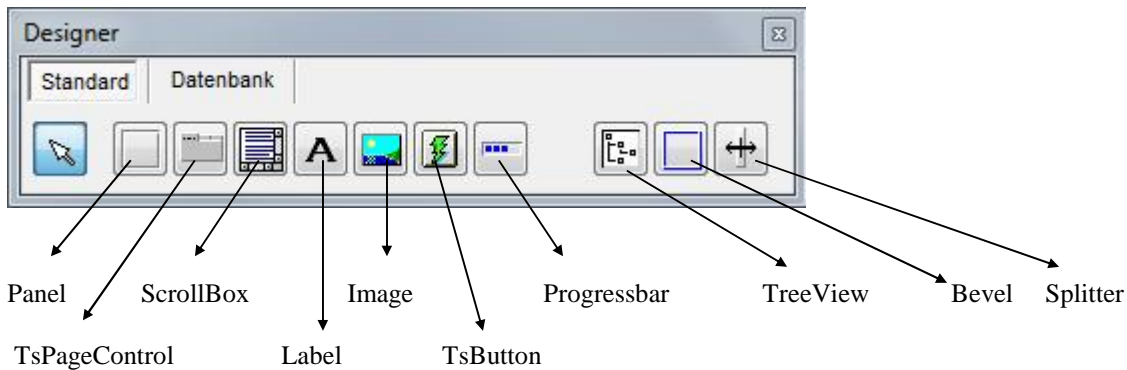 Designer
Standard Datenbank
A
Panel ScrollBox Image Progressbar TreeView Bevel Splitter
TsPageControl Label TsButton